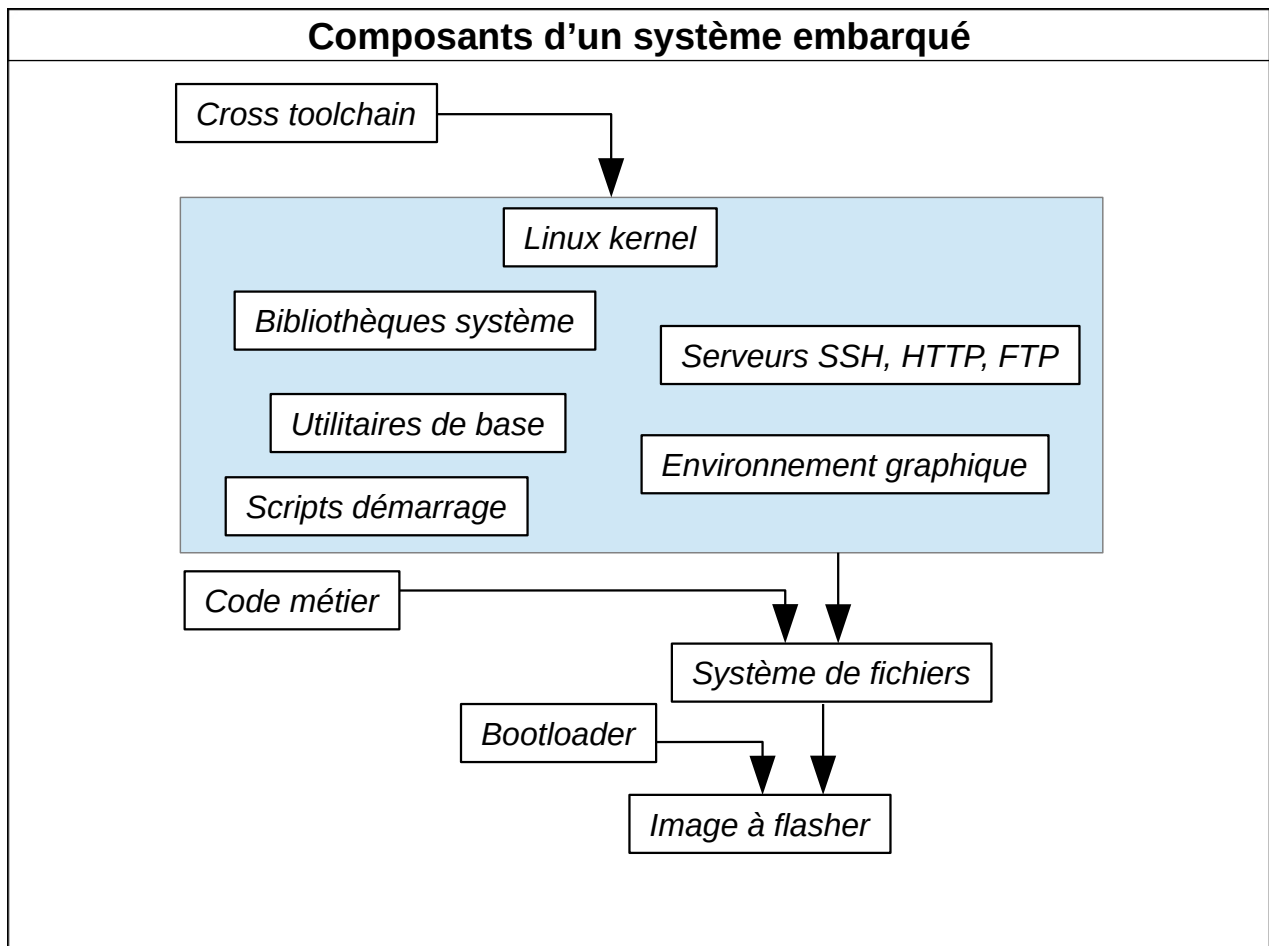 Composants d’un système embarqué
Cross toolchain
Linux kernel
Bibliothèques système
Serveurs SSH, HTTP, FTP
Utilitaires de base
Environnement graphique
Scripts démarrage
Code métier
Système de fichiers
Bootloader
Image à flasher